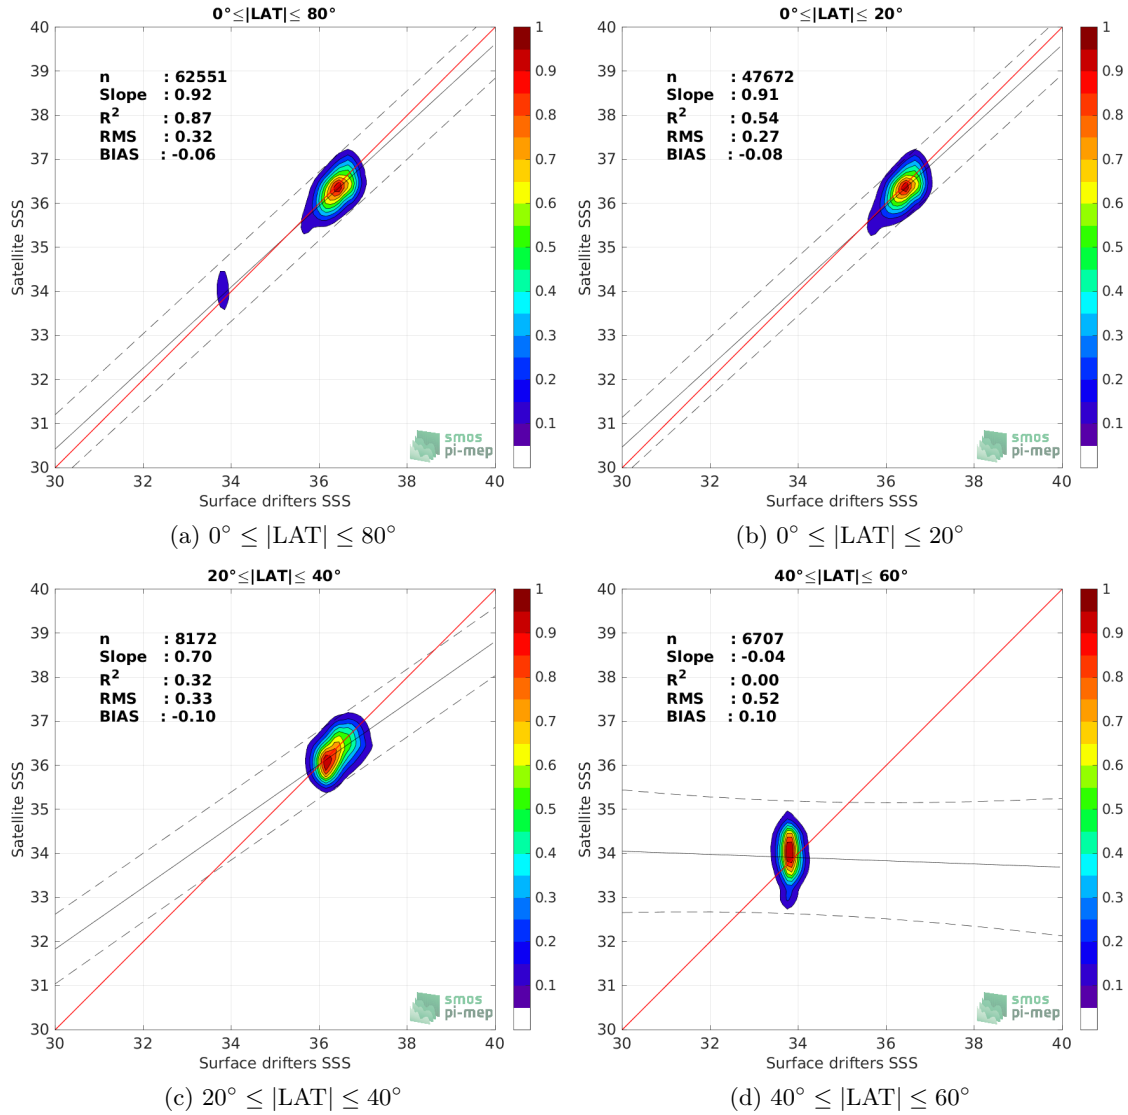 0°≤|LAT|≤ 80°
n : 62551
Slope : 0.92
R² : 0.87
RMS : 0.32
BIAS : -0.06
Satellite SSS
40
39
38
37
36
35
34
33
32
31
30
30 32 34 36 38 40
Surface drifters SSS
1
0.9
0.8
0.7
0.6
0.5
0.4
0.3
0.2
0.1
smos
pi-mep
(a) 0° ≤ |LAT| ≤ 80°
0°≤|LAT|≤ 20°
n : 47672
Slope : 0.91
R² : 0.54
RMS : 0.27
BIAS : -0.08
Satellite SSS
40
39
38
37
36
35
34
33
32
31
30
30 32 34 36 38 40
Surface drifters SSS
1
0.9
0.8
0.7
0.6
0.5
0.4
0.3
0.2
0.1
smos
pi-mep
(b) 0° ≤ |LAT| ≤ 20°
20°≤|LAT|≤ 40°
n : 8172
Slope : 0.70
R² : 0.32
RMS : 0.33
BIAS : -0.10
Satellite SSS
40
39
38
37
36
35
34
33
32
31
30
30 32 34 36 38 40
Surface drifters SSS
1
0.9
0.8
0.7
0.6
0.5
0.4
0.3
0.2
0.1
smos
pi-mep
(c) 20° ≤ |LAT| ≤ 40°
40°≤|LAT|≤ 60°
n : 6707
Slope : -0.04
R² : 0.00
RMS : 0.52
BIAS : 0.10
Satellite SSS
40
39
38
37
36
35
34
33
32
31
30
30 32 34 36 38 40
Surface drifters SSS
1
0.9
0.8
0.7
0.6
0.5
0.4
0.3
0.2
0.1
smos
pi-mep
(d) 40° ≤ |LAT| ≤ 60°